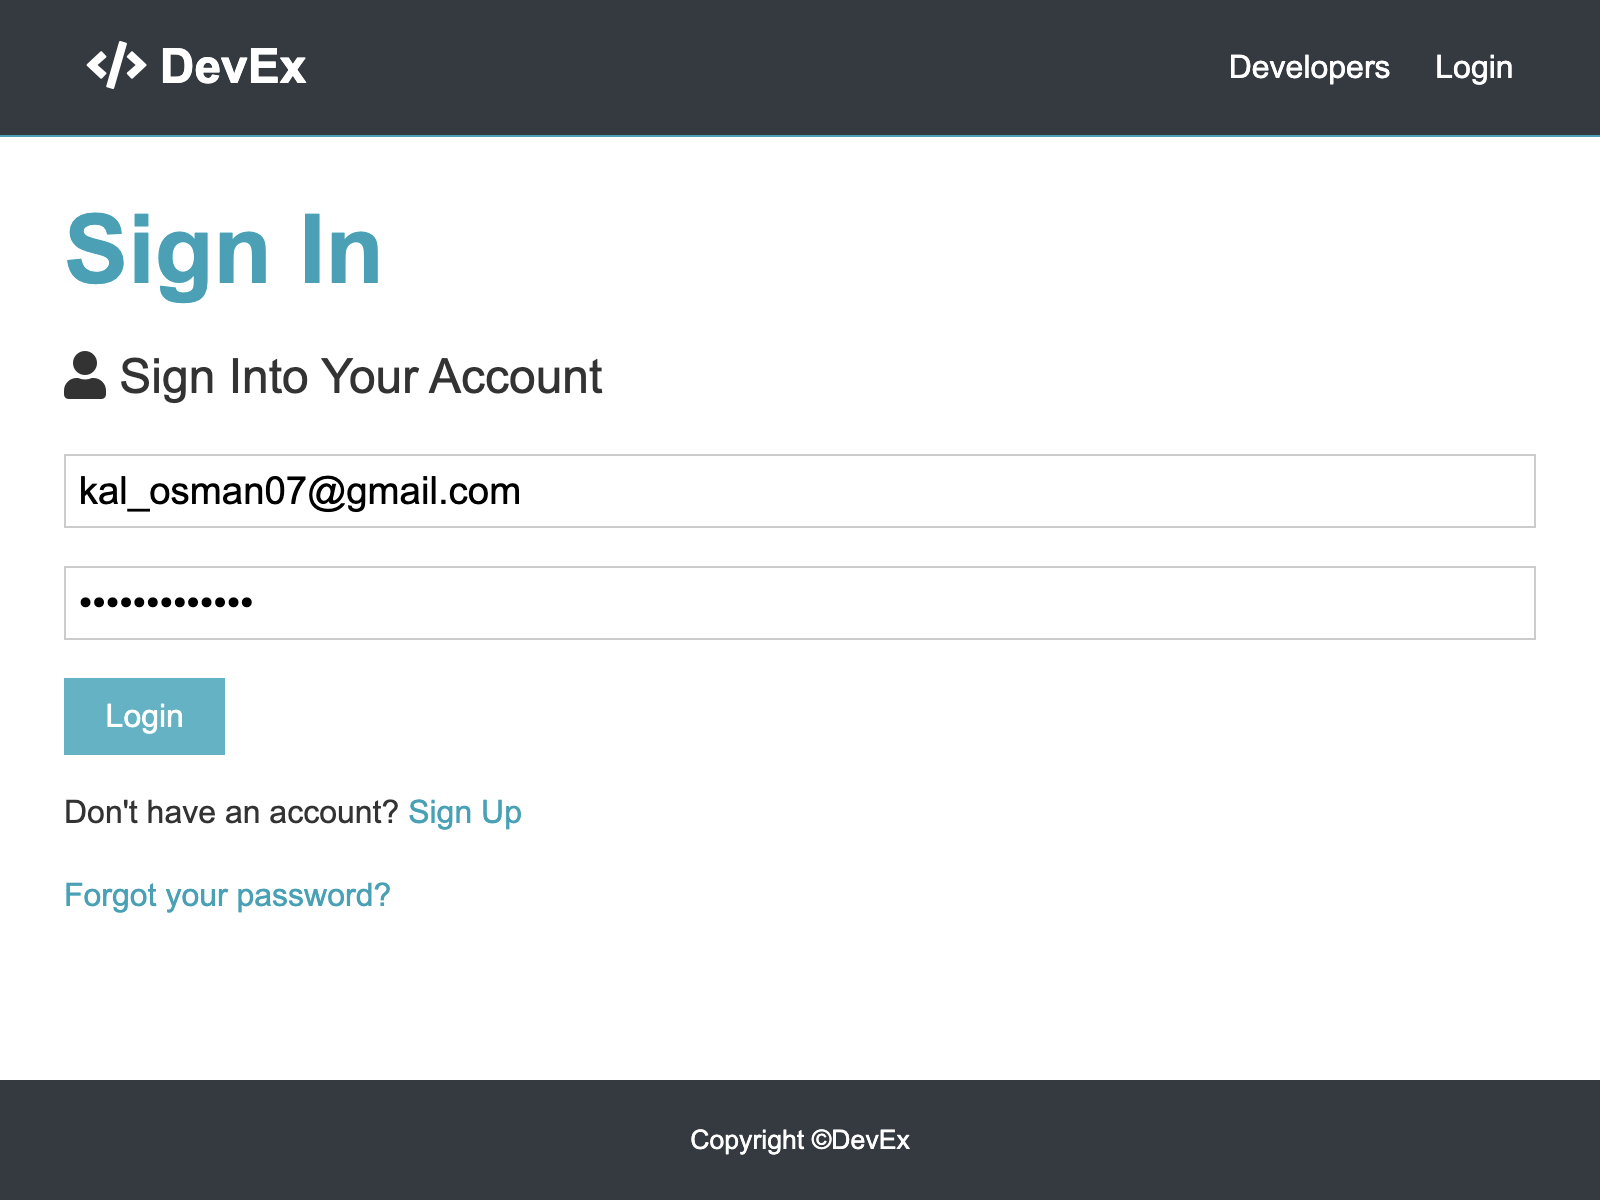 DevEx
Developers
Login
Sign In
Sign Into Your Account
kal_osman07@gmail.com
•••••••••••••
Login
Don't have an account? Sign Up
Forgot your password?
Copyright ©DevEx